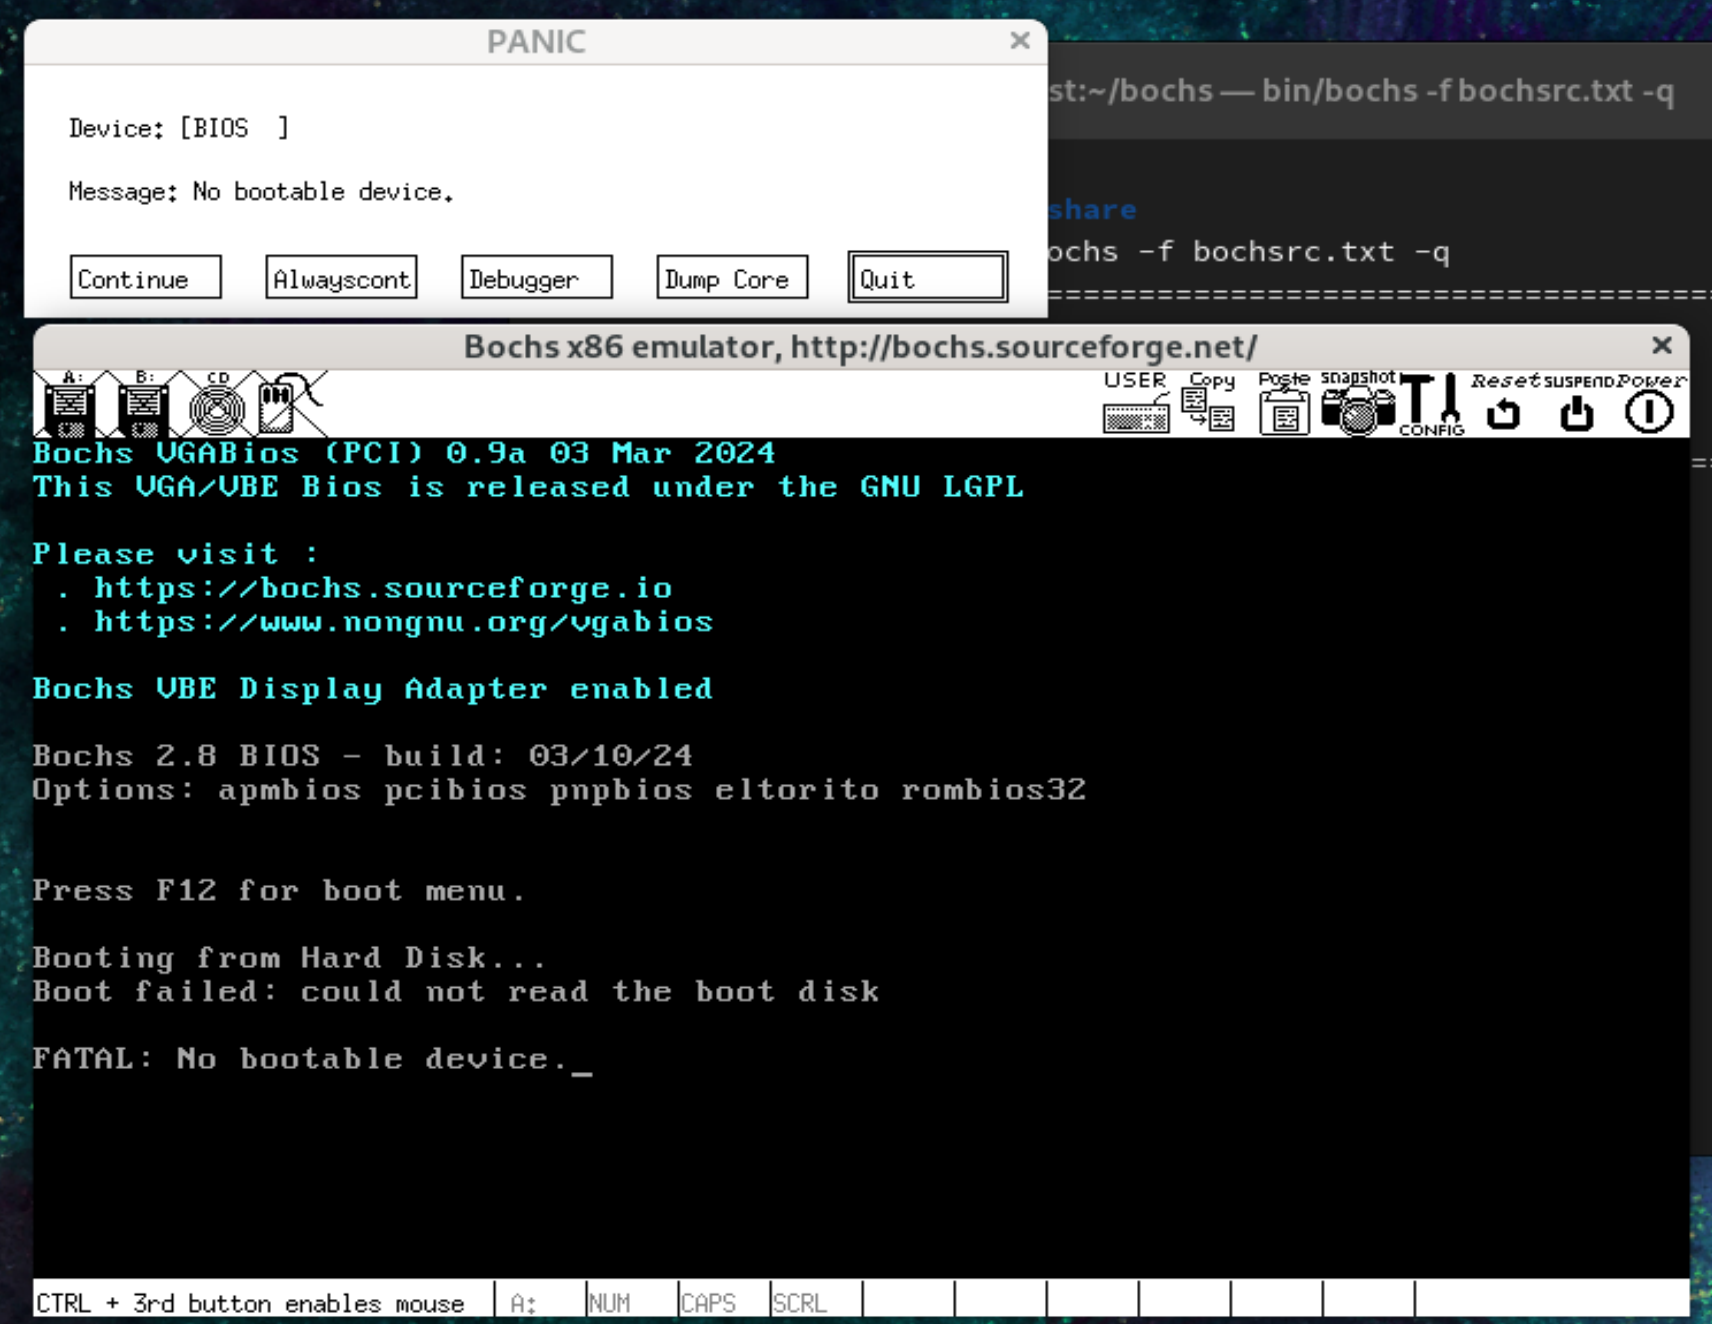 PANIC
Device: [BIOS  ]
Message: No bootable device.
Continue
Alwayscont
Debugger
Dump Core
Quit
st:~/bochs — bin/bochs -f bochsrc.txt -q
share
ochs -f bochsrc.txt -q
Bochs x86 emulator, http://bochs.sourceforge.net/
A:
B:
CD
USER
Copy
Paste
snapshot
CONFIG
Reset
SUSPEND
Power
Bochs VGABios (PCI) 0.9a 03 Mar 2024
This VGA/VBE Bios is released under the GNU LGPL
Please visit :
. https://bochs.sourceforge.io
. https://www.nongnu.org/vgabios
Bochs VBE Display Adapter enabled
Bochs 2.8 BIOS - build: 03/10/24
Options: apmbios pcibios pnpbios eltorito rombios32
Press F12 for boot menu.
Booting from Hard Disk...
Boot failed: could not read the boot disk
FATAL: No bootable device._
CTRL + 3rd button enables mouse
A:
NUM
CAPS
SCRL